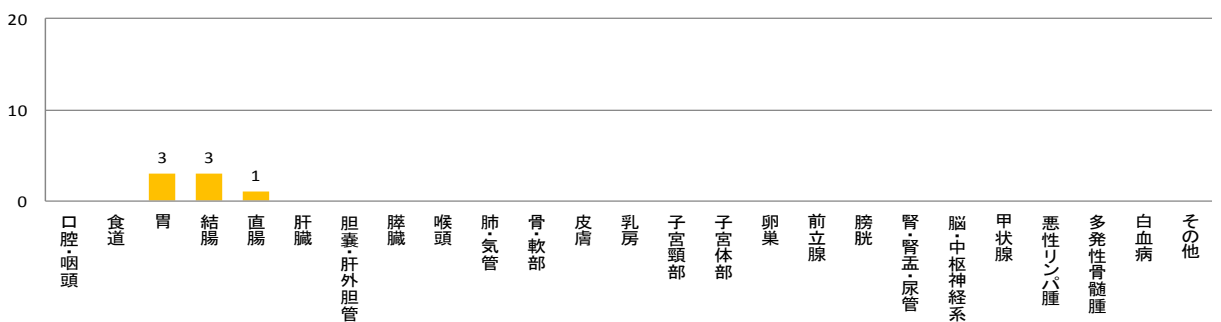 20
10
0
3
3
1
口腔・咽頭
食道
胃
結腸
直腸
肝臓
胆嚢・肝外胆管
膵臓
喉頭
肺・気管
骨・軟部
皮膚
乳房
子宮頸部
子宮体部
卵巣
前立腺
膀胱
腎・腎盂・尿管
脳・中枢神経系
甲状腺
悪性リンパ腫
多発性骨髄腫
白血病
その他